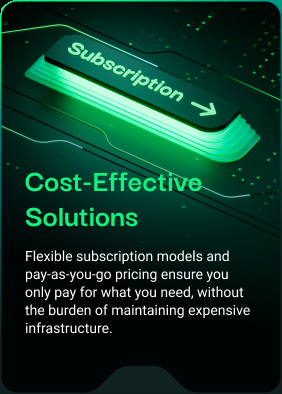 Subscription
Cost-Effective
Solutions
Flexible subscription models and
pay-as-you-go pricing ensure you
only pay for what you need, without
the burden of maintaining expensive
infrastructure.